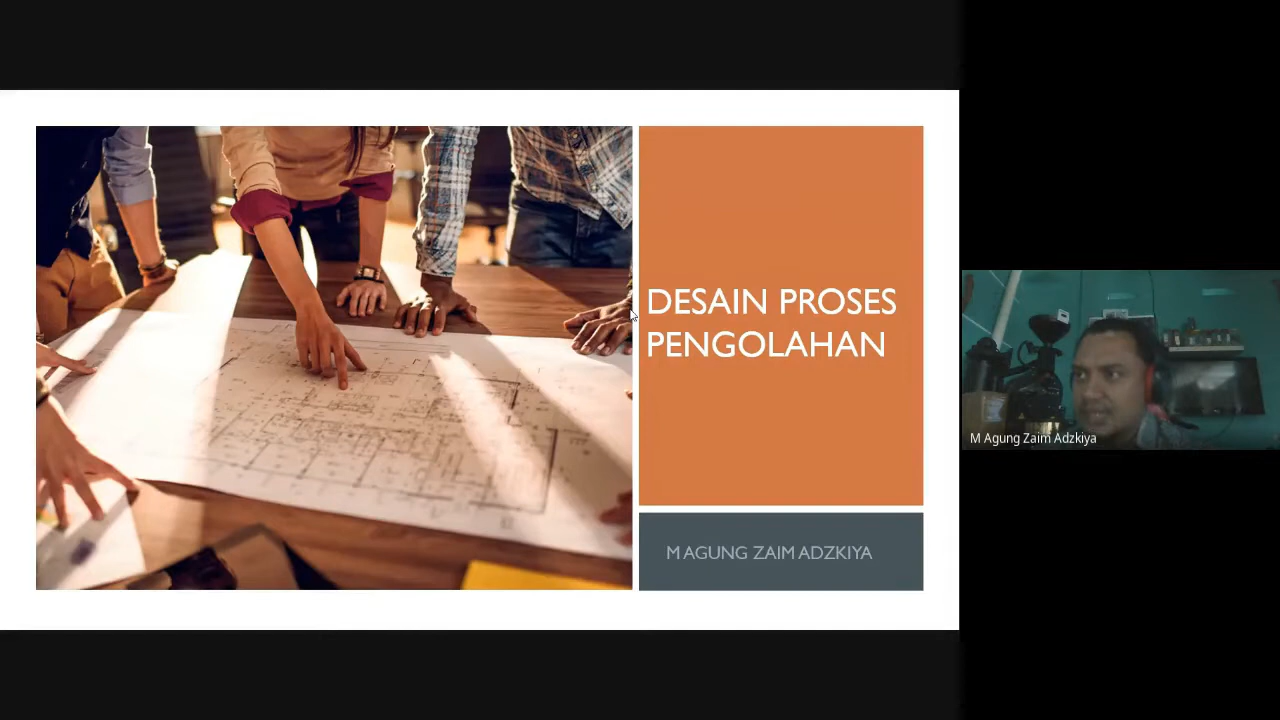 DESAIN PROSES
PENGOLAHAN
M AGUNG ZAIM ADZKIYA
M Agung Zaim Adzkiya